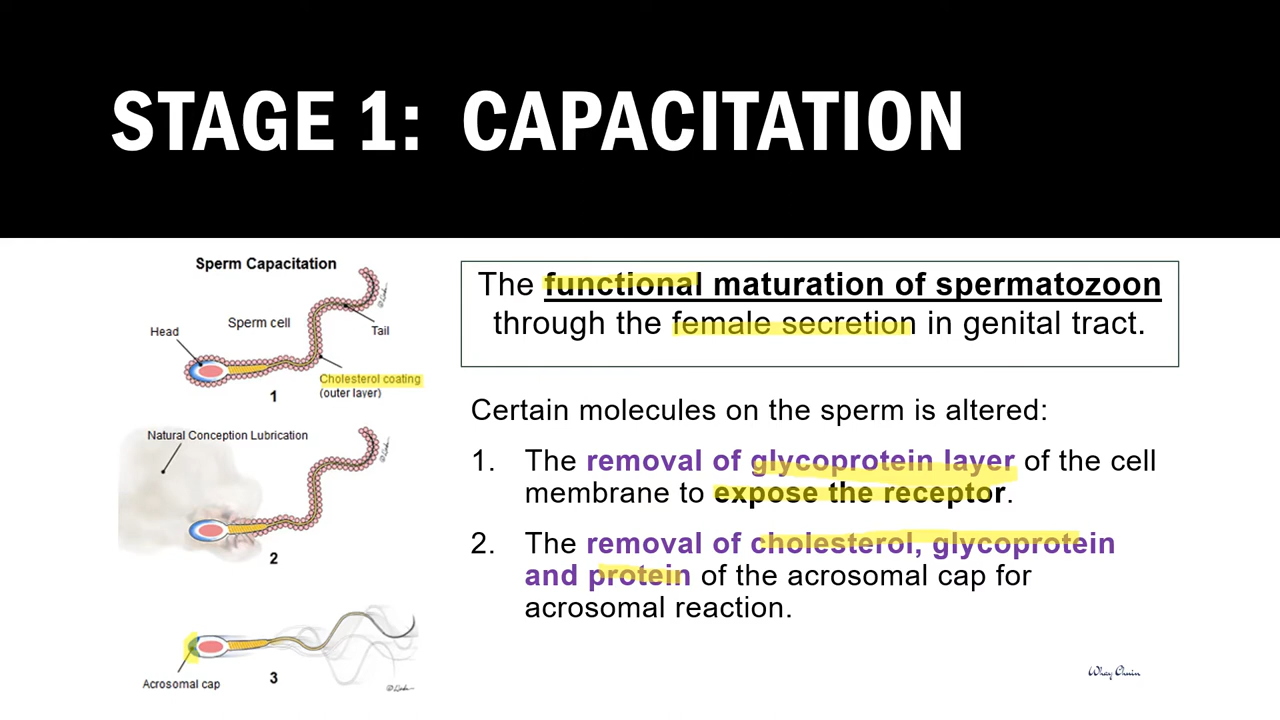 STAGE 1: CAPACITATION
Sperm Capacitation
Head
Sperm cell
Tail
Cholesterol coating
(outer layer)
1
Natural Conception Lubrication
2
Acrosomal cap
3
The functional maturation of spermatozoon
through the female secretion in genital tract.
Certain molecules on the sperm is altered:
1. The removal of glycoprotein layer of the cell
membrane to expose the receptor.
2. The removal of cholesterol, glycoprotein
and protein of the acrosomal cap for
acrosomal reaction.